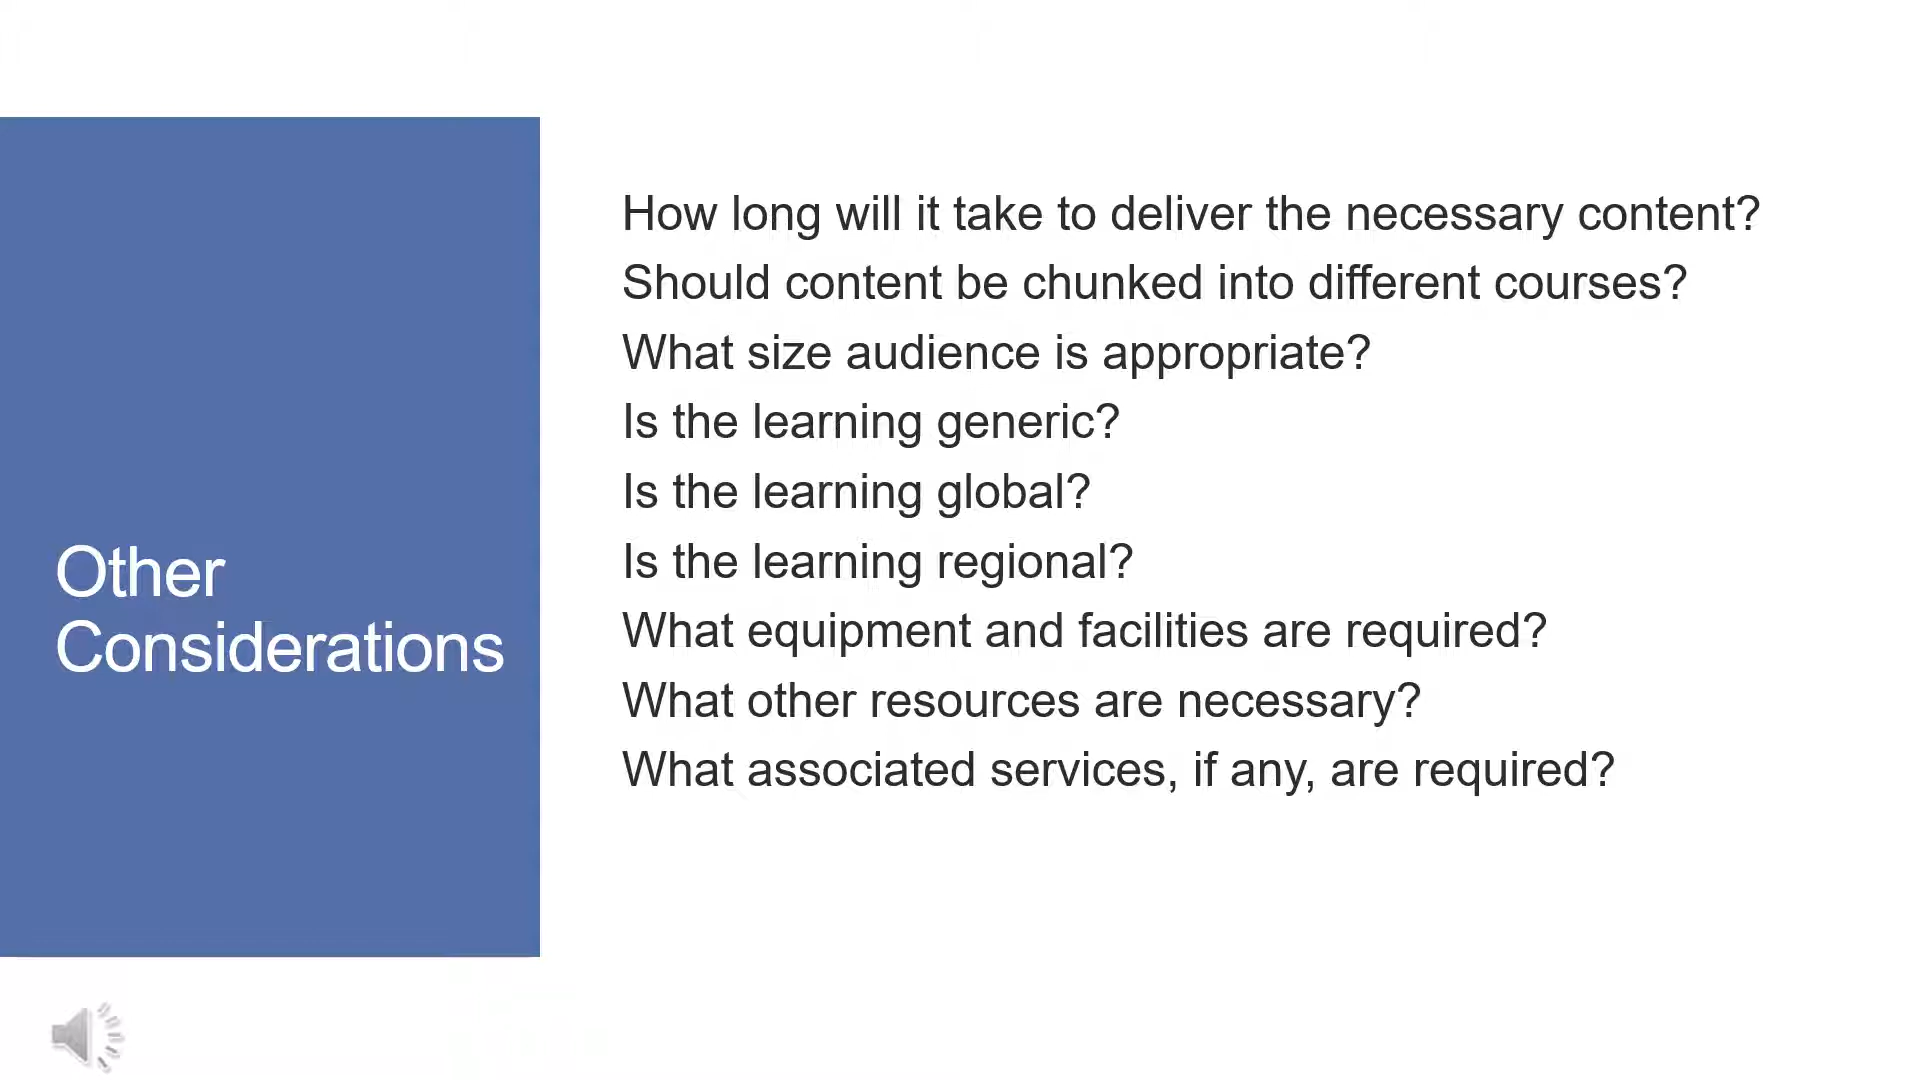 Other
Considerations
How long will it take to deliver the necessary content?
Should content be chunked into different courses?
What size audience is appropriate?
Is the learning generic?
Is the learning global?
Is the learning regional?
What equipment and facilities are required?
What other resources are necessary?
What associated services, if any, are required?